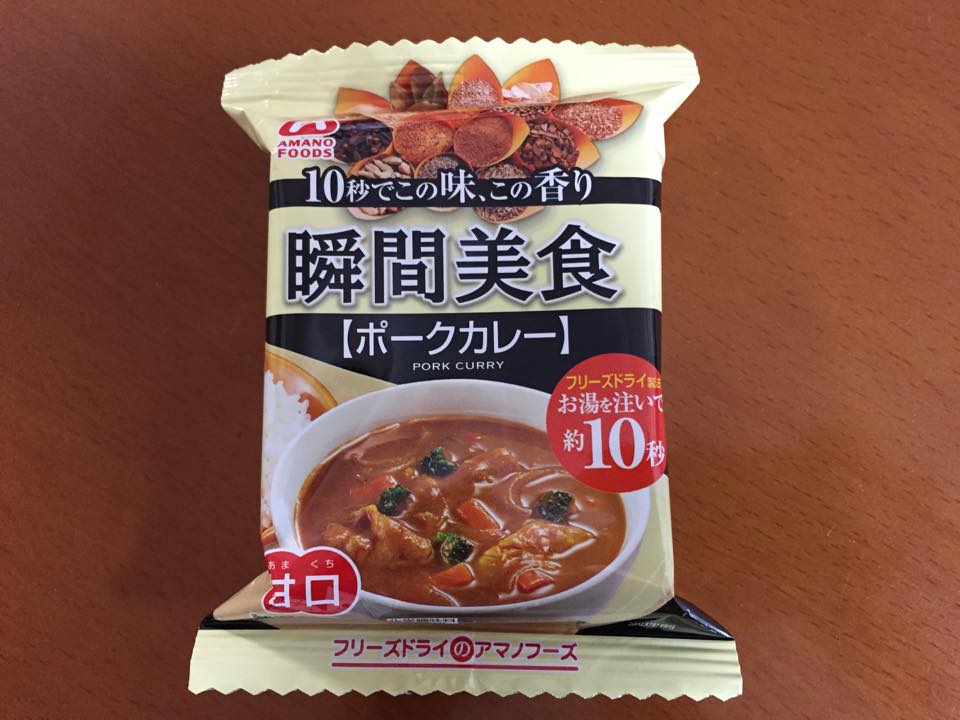 AMANO
FOODS
10秒でこの味、この香り
瞬間美食
【ポークカレー】
PORK CURRY
フリーズドライ製法
お湯を注いで
約10秒
あまくち
甘口
フリーズドライのアマノフーズ